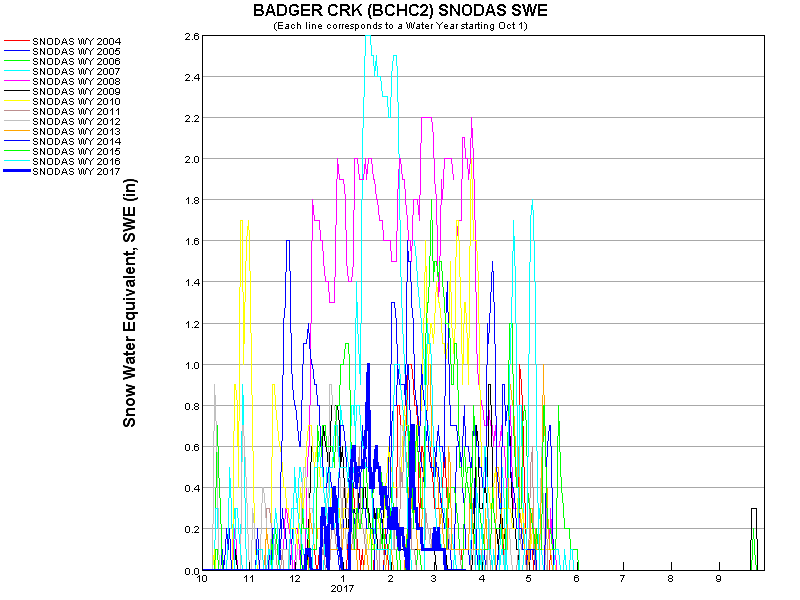 BADGER CRK (BCHC2) SNODAS SWE
(Each line corresponds to a Water Year starting Oct 1)
SNODAS WY 2004
SNODAS WY 2005
SNODAS WY 2006
SNODAS WY 2007
SNODAS WY 2008
SNODAS WY 2009
SNODAS WY 2010
SNODAS WY 2011
SNODAS WY 2012
SNODAS WY 2013
SNODAS WY 2014
SNODAS WY 2015
SNODAS WY 2016
SNODAS WY 2017
Snow Water Equivalent, SWE (in)
2.6
2.4
2.2
2.0
1.8
1.6
1.4
1.2
1.0
0.8
0.6
0.4
0.2
0.0
10 11 12 1 2 3 4 5 6 7 8 9
2017